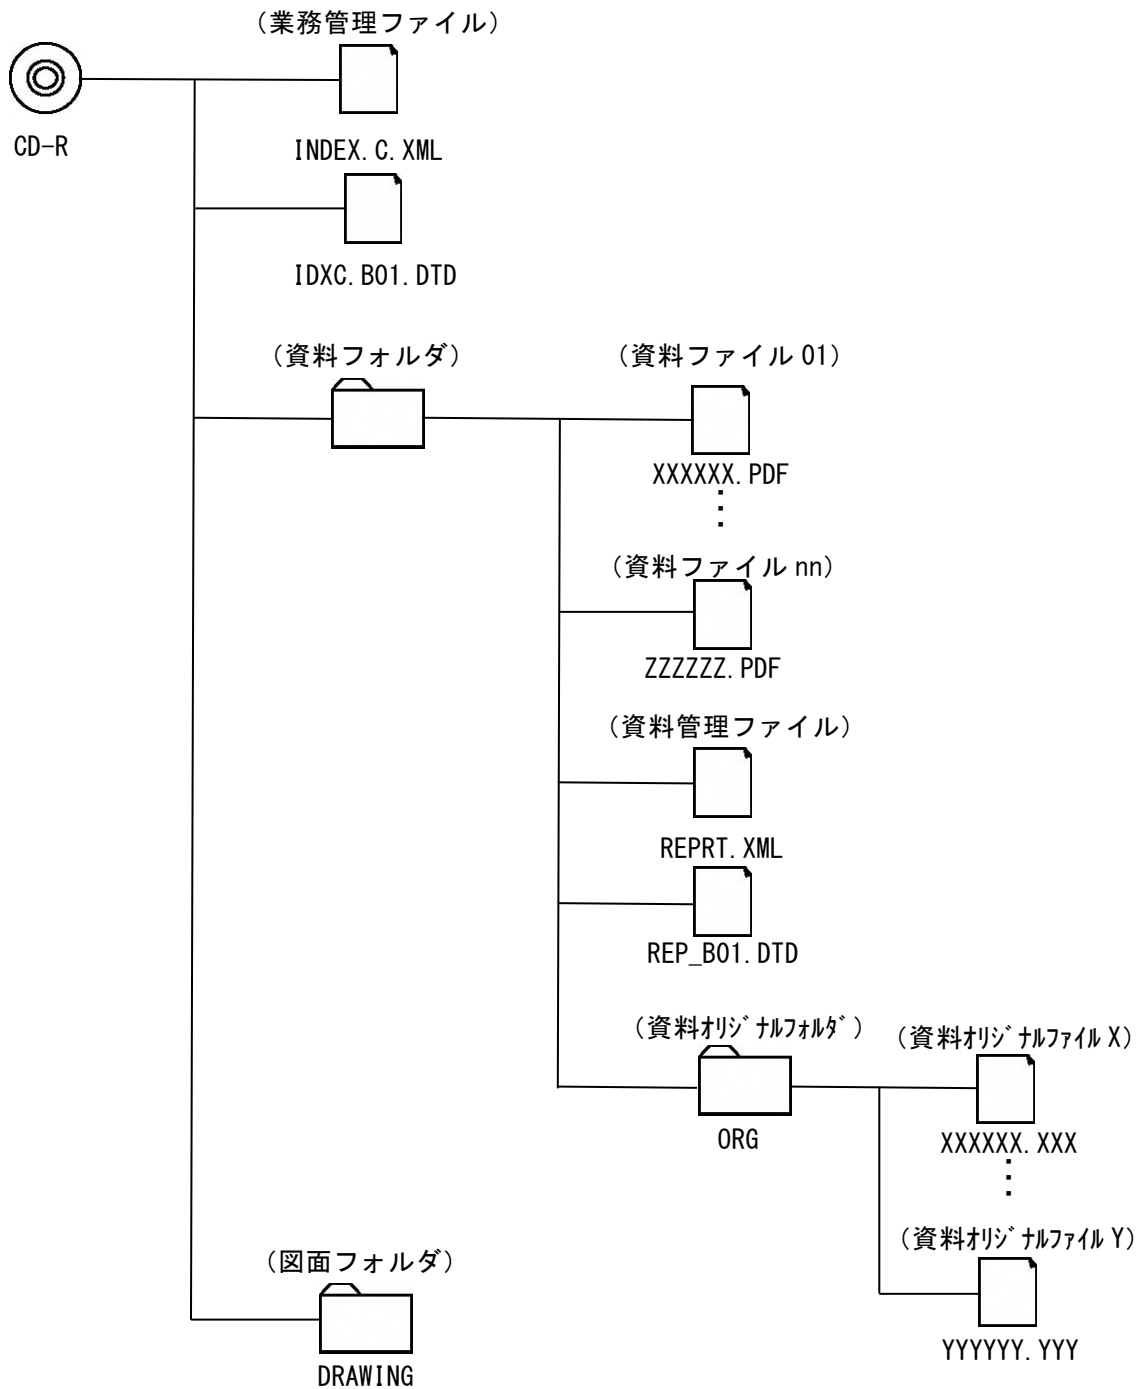 （業務管理ファイル）
CD-R
INDEX.C.XML
IDXC.B01.DTD
（資料フォルダ）
（資料ファイル 01）
XXXXXX.PDF
⋮
（資料ファイル nn）
ZZZZZZ.PDF
（資料管理ファイル）
REPRT.XML
REP_B01.DTD
（資料ｵﾘｼﾞﾅﾙﾌｫﾙﾀﾞ）
ORG
（資料ｵﾘｼﾞﾅﾙﾌｧｲﾙ X）
XXXXXX.XXX
⋮
（資料ｵﾘｼﾞﾅﾙﾌｧｲﾙ Y）
YYYYYY.YYY
（図面フォルダ）
DRAWING